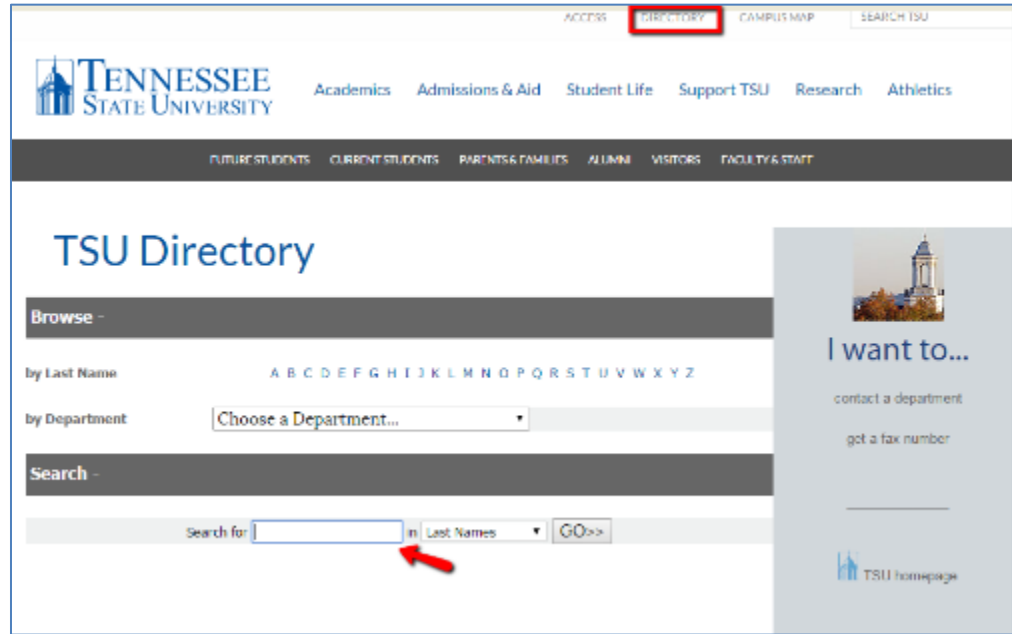 ACCESS DIRECTORY CAMPUS MAP SEARCH TSU
TENNESSEE
STATE UNIVERSITY
Academics Admissions & Aid Student Life Support TSU Research Athletics
FUTURE STUDENTS CURRENT STUDENTS PARENTS & FAMILIES ALUMNI VISITORS FACULTY & STAFF
TSU Directory
Browse -
by Last Name A B C D E F G H I J K L M N O P Q R S T U V W X Y Z
by Department Choose a Department...
Search -
Search for in Last Names GO>>
I want to...
contact a department
get a fax number
TSU homepage